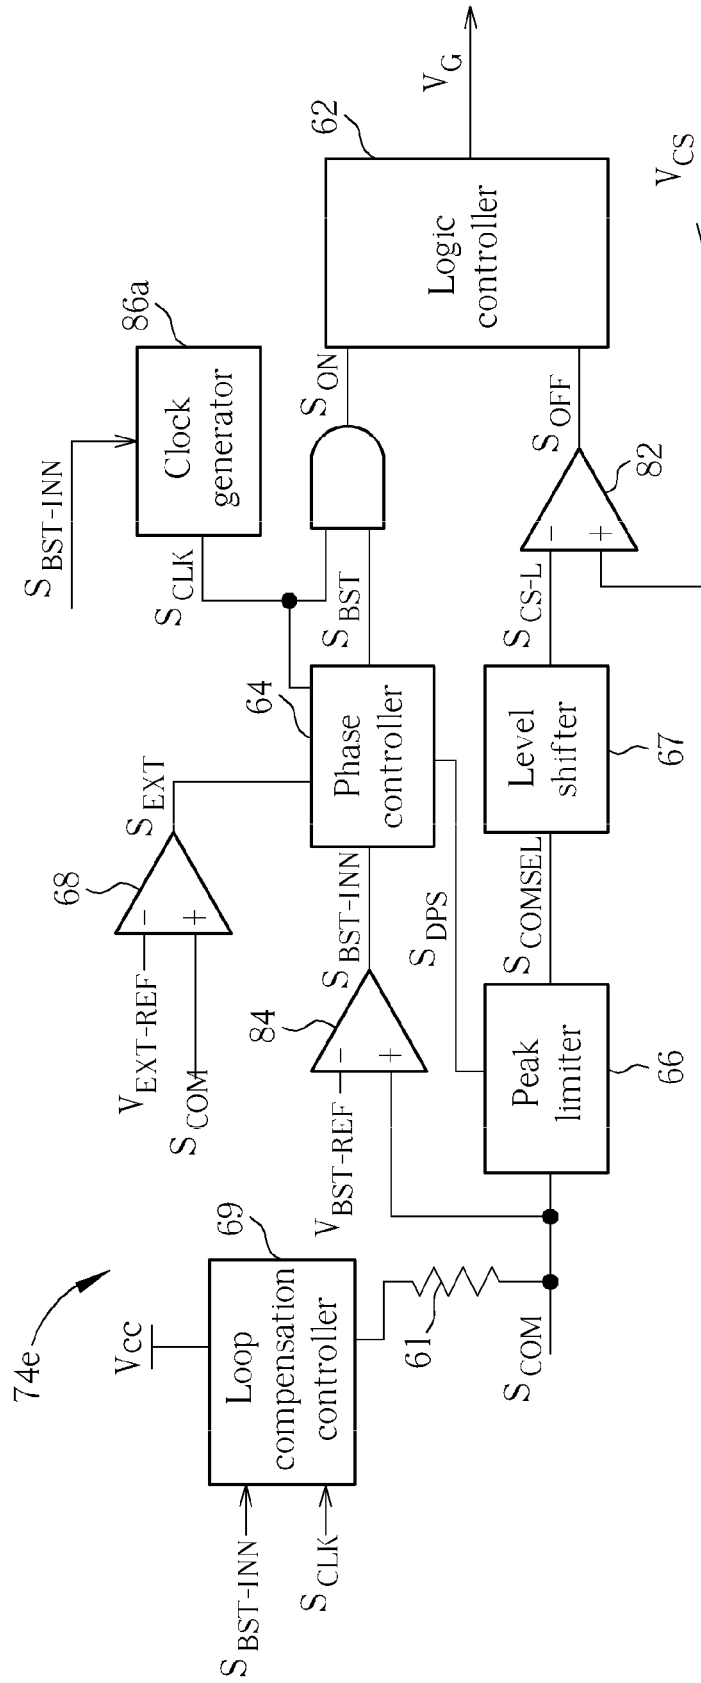 74e
S_BST-INN
S_CLK
Vcc
69
Loop
compensation
controller
61
S_COM
V_EXT-REF
S_COM
68
-
+
S_EXT
V_BST-REF
84
-
+
S_BST-INN
S_DPS
Peak
limiter
66
S_COMSEL
64
Phase
controller
S_BST
Level
shifter
67
S_CS-L
S_BST-INN
86a
Clock
generator
S_CLK
S_ON
-
+
82
S_OFF
62
Logic
controller
V_G
V_CS